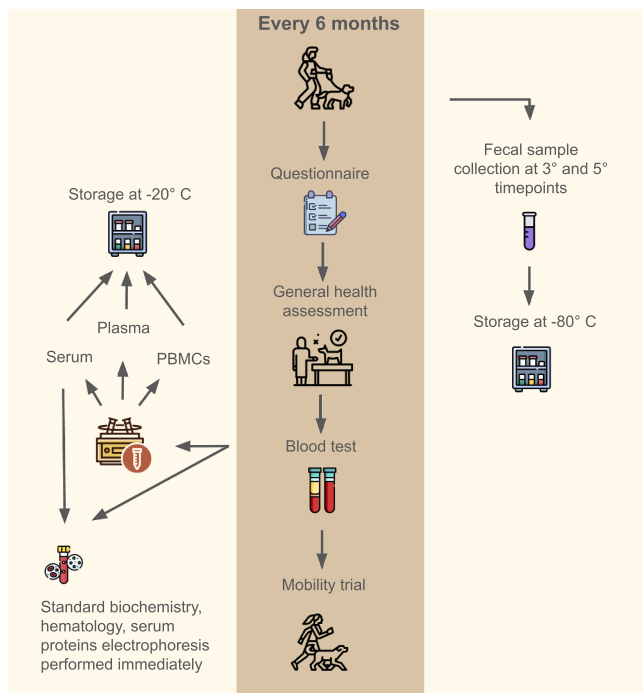 Every 6 months
Questionnaire
General health
assessment
Blood test
Mobility trial
Storage at -20° C
Plasma
Serum
PBMCs
Standard biochemistry,
hematology, serum
proteins electrophoresis
performed immediately
Fecal sample
collection at 3° and 5°
timepoints
Storage at -80° C